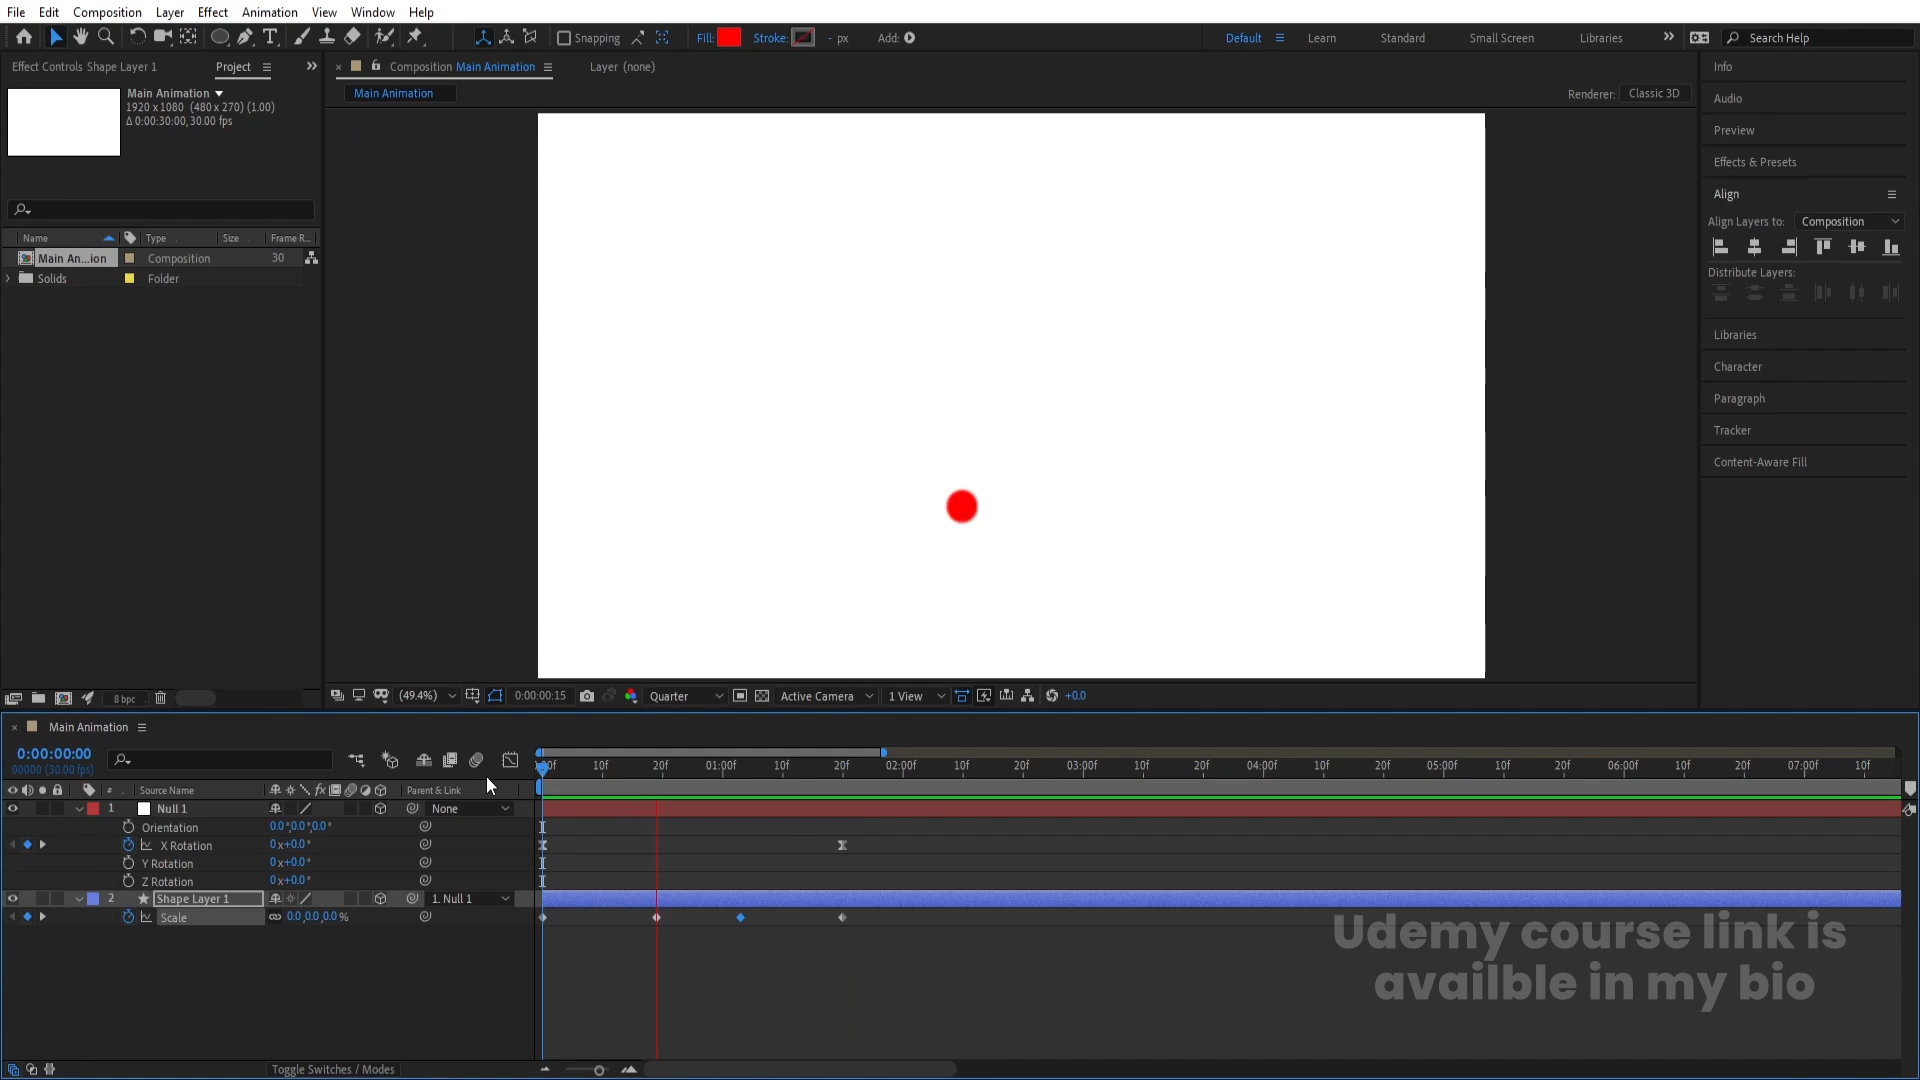 File Edit Composition Layer Effect Animation View Window Help
Snapping Fill: Stroke: - px Add: Default Learn Standard Small Screen Libraries Search Help
Effect Controls Shape Layer 1 Project Composition Main Animation Layer (none) Info
Main Animation
1920 x 1080 (480 x 270) (1.00)
Δ 0:00:30:00, 30.00 fps
Main Animation Renderer: Classic 3D
Audio
Preview
Effects & Presets
Align
Align Layers to: Composition
Distribute Layers:
Libraries
Character
Paragraph
Tracker
Content-Aware Fill
Name Type Size Frame R...
Main An...ion Composition 30
Solids Folder
8 bpc (49.4%) 0:00:00:15 Quarter Active Camera 1 View +0.0
Main Animation
0:00:00:00
00000 (30.00 fps)
:00f 10f 20f 01:00f 10f 20f 02:00f 10f 20f 03:00f 10f 20f 04:00f 10f 20f 05:00f 10f 20f 06:00f 10f 20f 07:00f 10f
# Source Name fx Parent & Link
1 Null 1 None
Orientation 0.0°,0.0°,0.0°
X Rotation 0x+0.0°
Y Rotation 0x+0.0°
Z Rotation 0x+0.0°
2 Shape Layer 1 1. Null 1
Scale 0.0,0.0,0.0%
Udemy course link is
availble in my bio
Toggle Switches / Modes